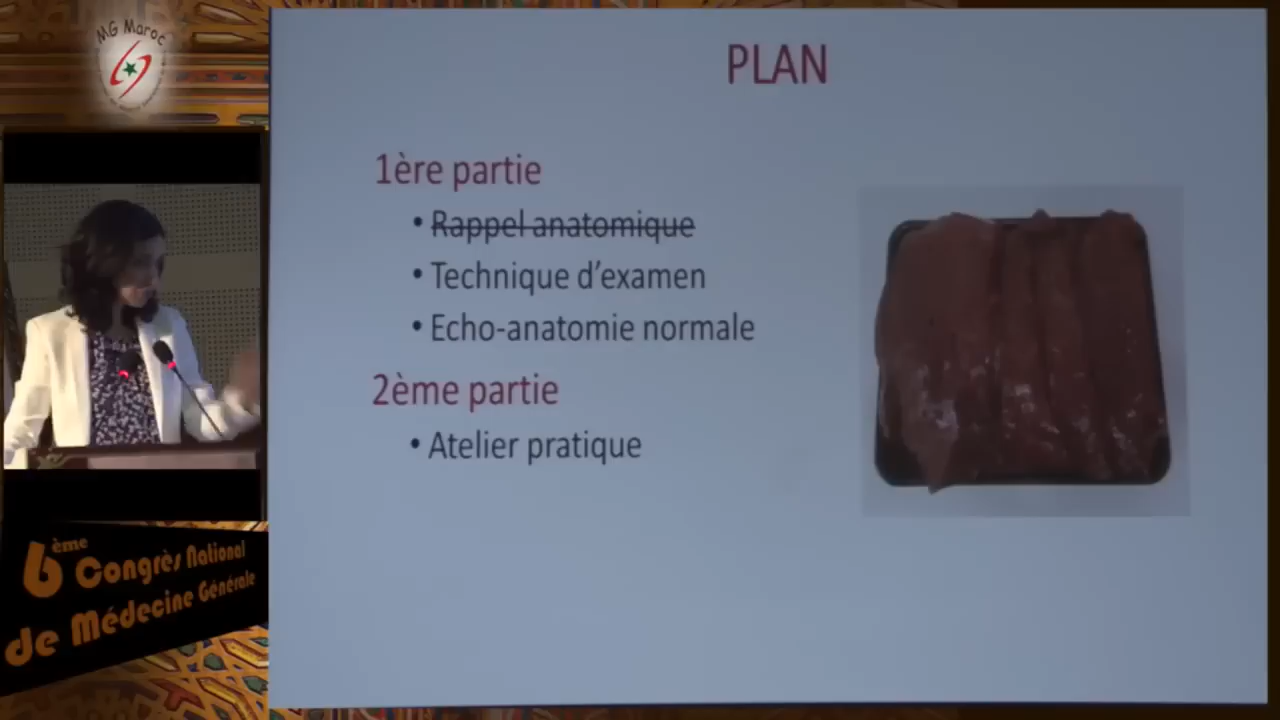 MG Maroc
PLAN
1ère partie
• Rappel anatomique
• Technique d'examen
• Echo-anatomie normale
2ème partie
• Atelier pratique
6ème Congrès National
de Médecine Générale